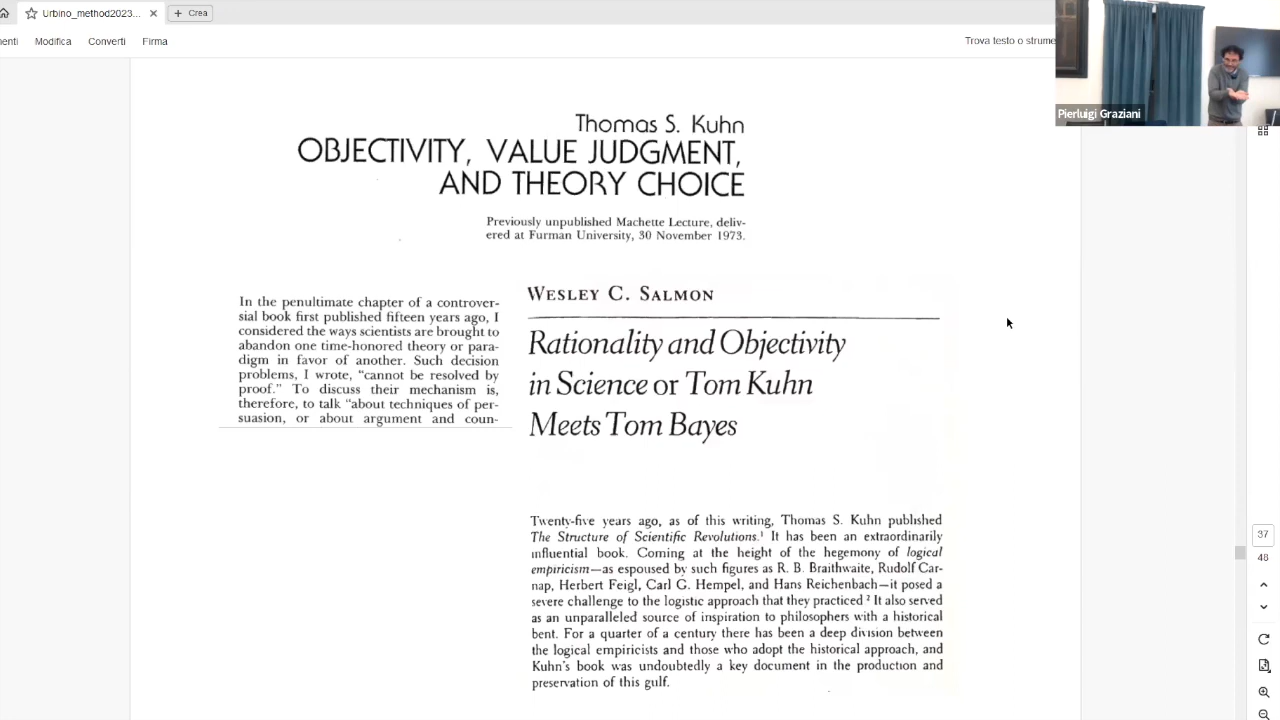 Urbino_method2023...
Crea
Modifica
Converti
Firma
Pierluigi Graziani
Thomas S. Kuhn
OBJECTIVITY, VALUE JUDGMENT,
AND THEORY CHOICE
Previously unpublished Machette Lecture, deliv-
ered at Furman University, 30 November 1973.
In the penultimate chapter of a controver-
sial book first published fifteen years ago, I
considered the ways scientists are brought to
abandon one time-honored theory or para-
digm in favor of another. Such decision
problems, I wrote, “cannot be resolved by
proof.” To discuss their mechanism is,
therefore, to talk “about techniques of per-
suasion, or about argument and coun-
WESLEY C. SALMON
Rationality and Objectivity
in Science or Tom Kuhn
Meets Tom Bayes
Twenty-five years ago, as of this writing, Thomas S. Kuhn published
The Structure of Scientific Revolutions.¹ It has been an extraordinarily
influential book. Coming at the height of the hegemony of logical
empiricism—as espoused by such figures as R. B. Braithwaite, Rudolf Car-
nap, Herbert Feigl, Carl G. Hempel, and Hans Reichenbach—it posed a
severe challenge to the logistic approach that they practiced ² It also served
as an unparalleled source of inspiration to philosophers with a historical
bent. For a quarter of a century there has been a deep division between
the logical empiricists and those who adopt the historical approach, and
Kuhn's book was undoubtedly a key document in the production and
preservation of this gulf.
37
48